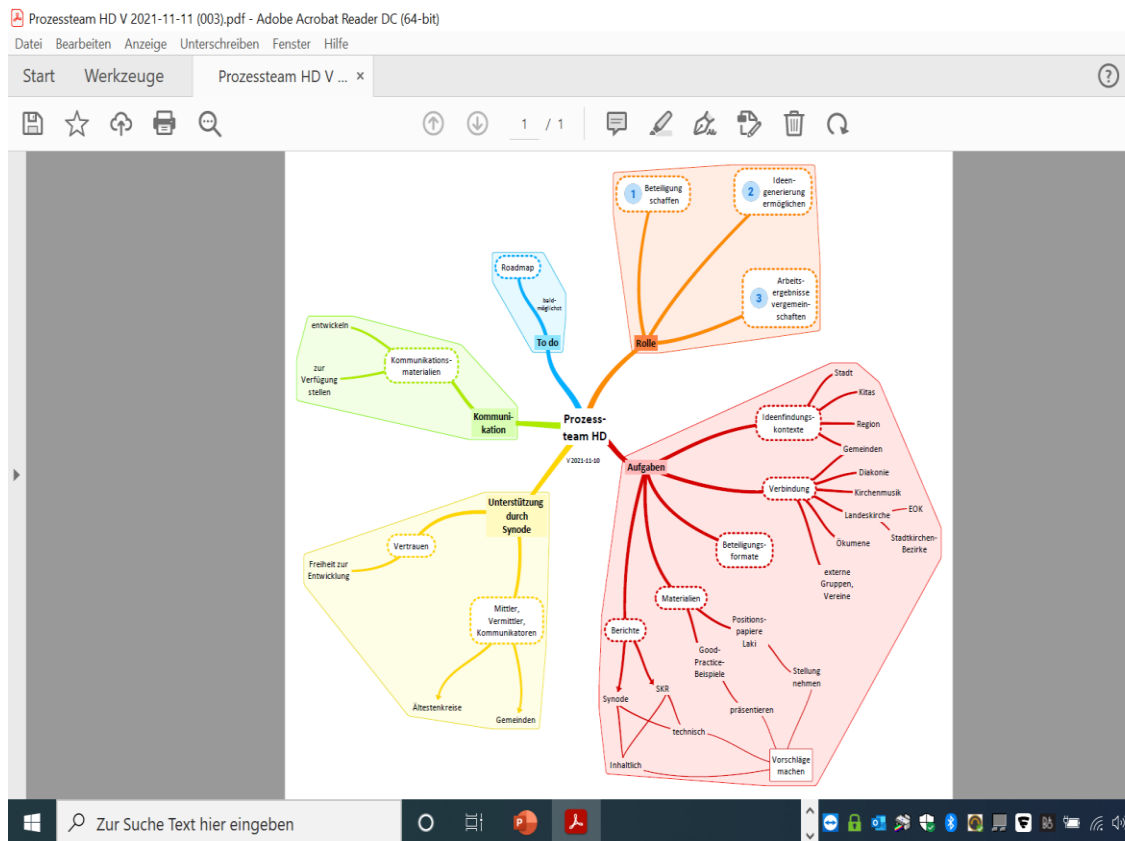 Prozessteam HD V 2021-11-11 (003).pdf - Adobe Acrobat Reader DC (64-bit)
Datei Bearbeiten Anzeige Unterschreiben Fenster Hilfe
Start Werkzeuge Prozessteam HD V ... ×
1 / 1
1 Beteiligung
schaffen
2 Ideen-
generierung
ermöglichen
3 Arbeits-
ergebnisse
vergemein-
schaften
Rolle
Roadmap
bald-
möglichst
To do
entwickeln
zur
Verfügung
stellen
Kommunikations-
materialien
Kommuni-
kation
Prozess-
team HD
V 2021-11-10
Unterstützung
durch
Synode
Vertrauen
Freiheit zur
Entwicklung
Mittler,
Vermittler,
Kommunikatoren
Ältestenkreise
Gemeinden
Aufgaben
Ideenfindungs-
kontexte
Stadt
Kitas
Region
Gemeinden
Verbindung
Diakonie
Kirchenmusik
Landeskirche
EOK
Stadtkirchen-
Bezirke
Ökumene
externe
Gruppen,
Vereine
Beteiligungs-
formate
Materialien
Positions-
papiere
Laki
Good-
Practice-
Beispiele
Stellung
nehmen
präsentieren
Berichte
Synode
SKR
technisch
Inhaltlich
Vorschläge
machen
Zur Suche Text hier eingeben